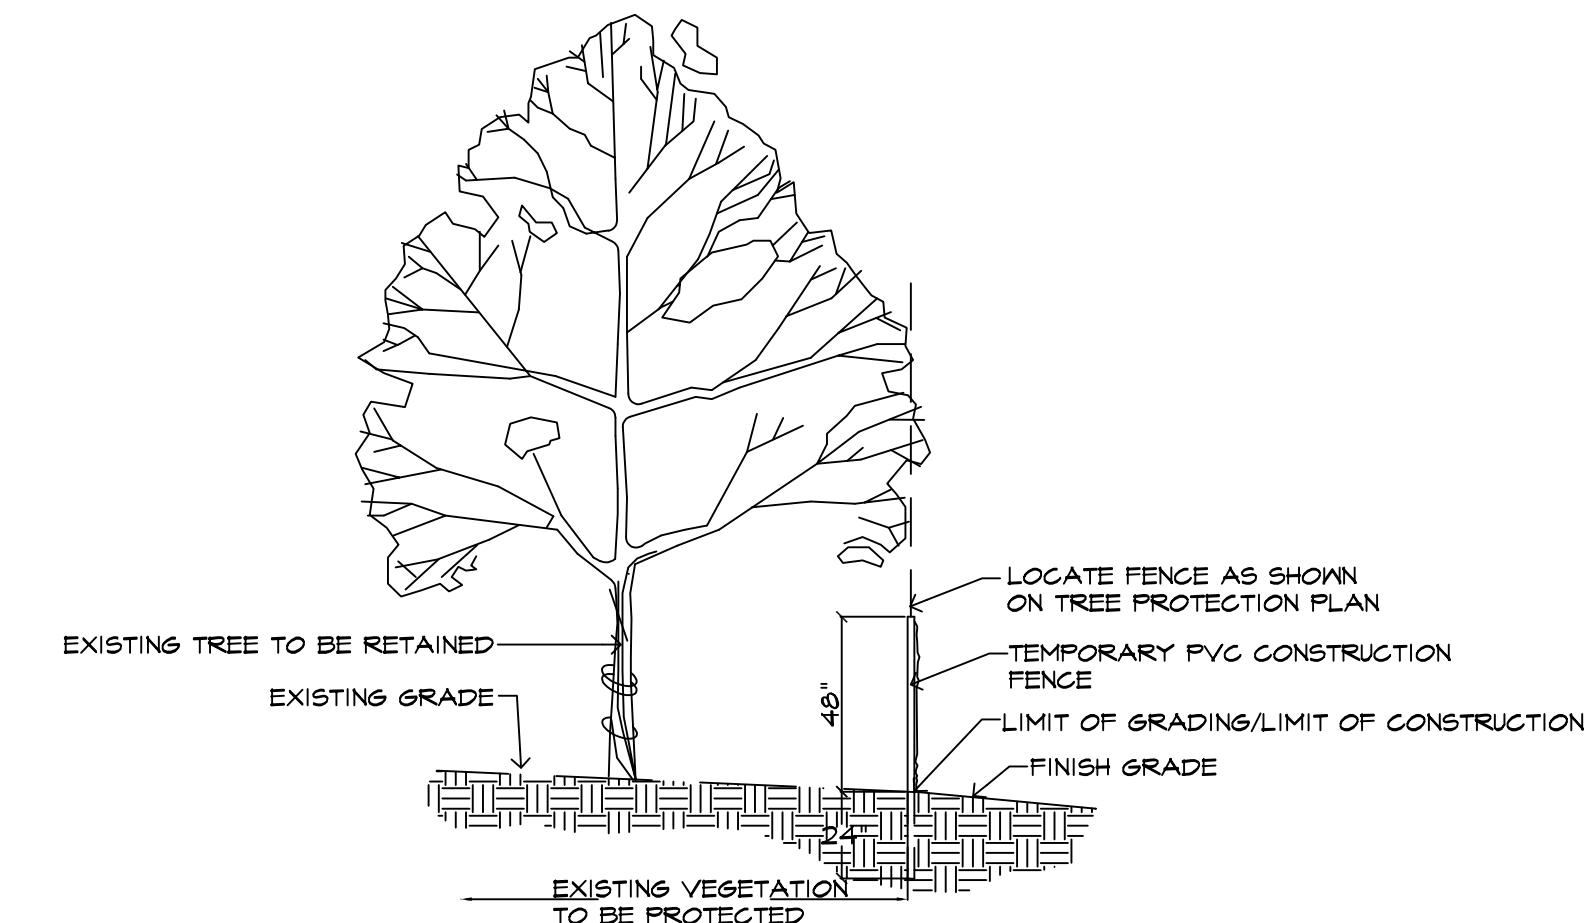 LOCATE FENCE AS SHOWN
ON TREE PROTECTION PLAN
EXISTING TREE TO BE RETAINED
TEMPORARY PVC CONSTRUCTION
FENCE
EXISTING GRADE
48"
LIMIT OF GRADING/LIMIT OF CONSTRUCTION
FINISH GRADE
24"
EXISTING VEGETATION
TO BE PROTECTED